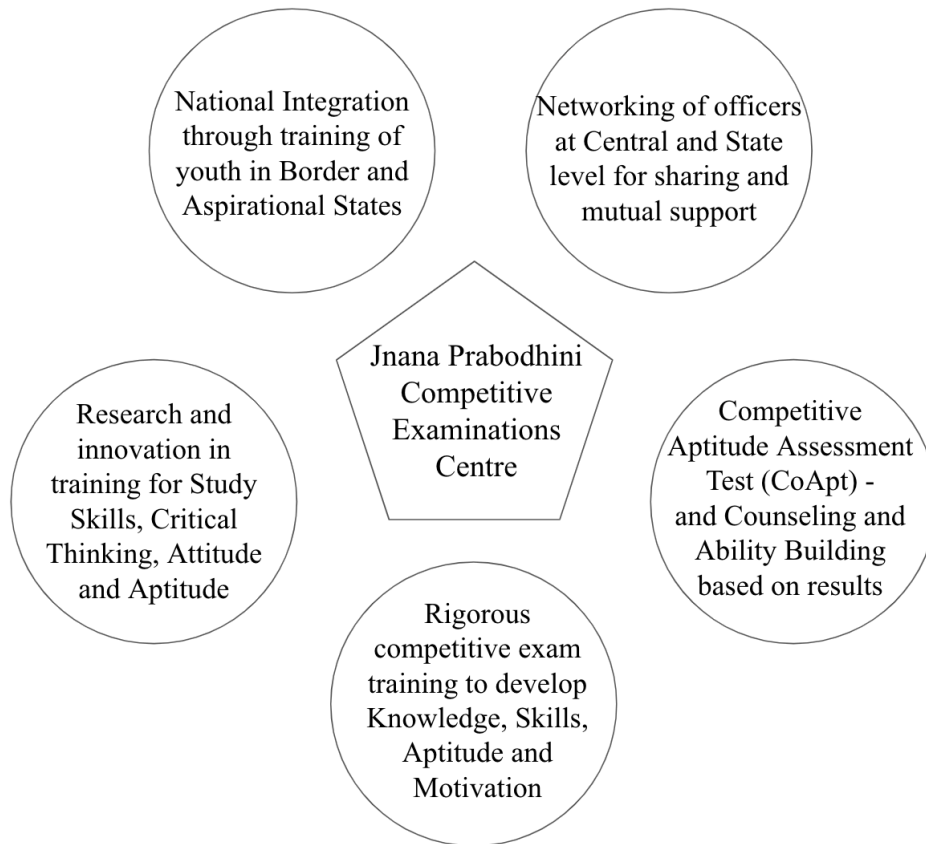 National Integration
through training of
youth in Border and
Aspirational States
Networking of officers
at Central and State
level for sharing and
mutual support
Jnana Prabodhini
Competitive
Examinations
Centre
Research and
innovation in
training for Study
Skills, Critical
Thinking, Attitude
and Aptitude
Competitive
Aptitude Assessment
Test (CoApt) -
and Counseling and
Ability Building
based on results
Rigorous
competitive exam
training to develop
Knowledge, Skills,
Aptitude and
Motivation